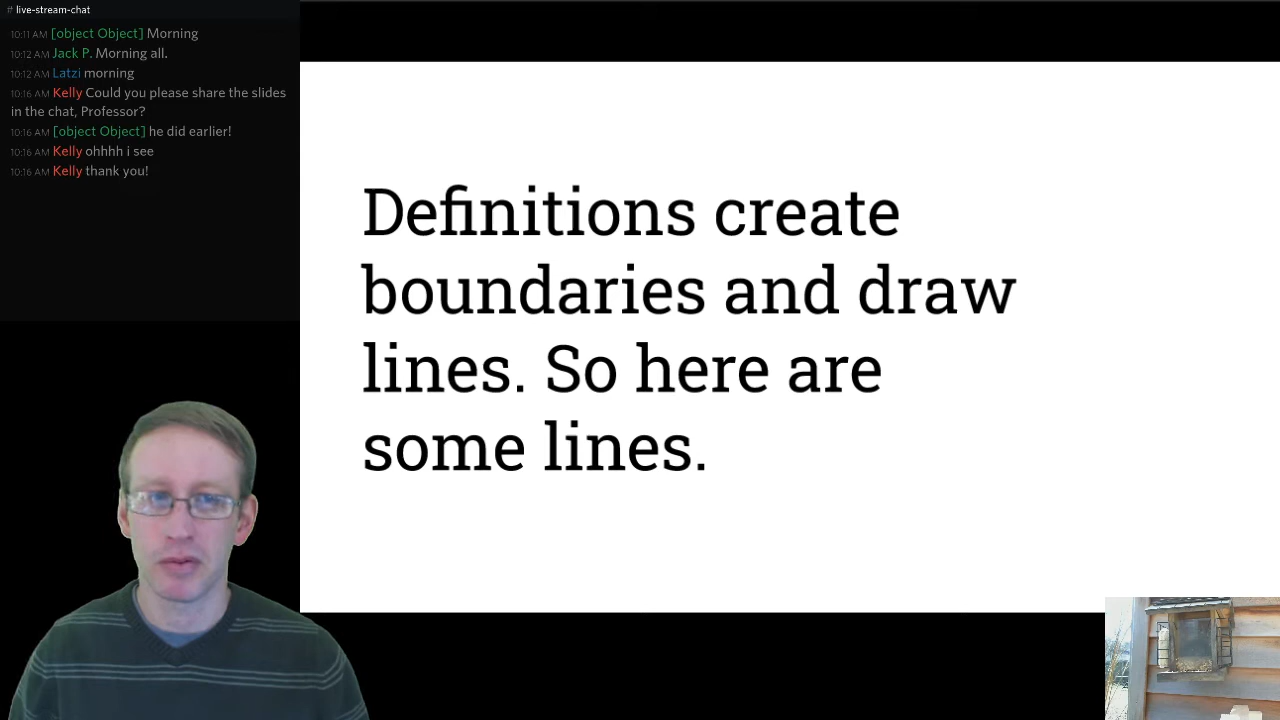 # live-stream-chat
10:11 AM [object Object] Morning
10:12 AM Jack P. Morning all.
10:12 AM Latzi morning
10:16 AM Kelly Could you please share the slides
in the chat, Professor?
10:16 AM [object Object] he did earlier!
10:16 AM Kelly ohhhh i see
10:16 AM Kelly thank you!
Definitions create
boundaries and draw
lines. So here are
some lines.